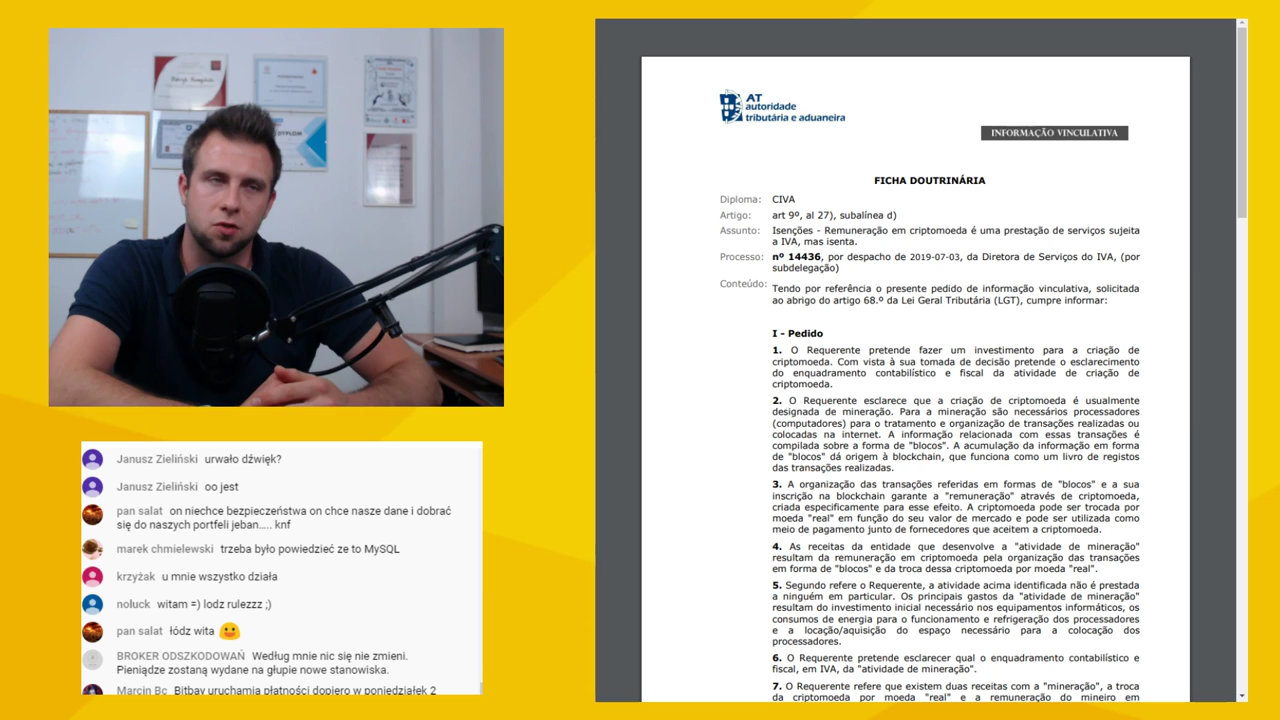 DYPLOM
Janusz Zieliński urwało dźwięk?
Janusz Zieliński oo jest
pan salat on niechce bezpieczeństwa on chce nasze dane i dobrać
się do naszych portfeli jeban..... knf
marek chmielewski trzeba było powiedzieć ze to MySQL
krzyżak u mnie wszystko działa
nołuck witam =) lodz rulezzz ;)
pan salat łódz wita
BROKER ODSZKODOWAŃ Według mnie nic się nie zmieni.
Pieniądze zostaną wydane na głupie nowe stanowiska.
Marcin Bc Bitbay uruchamia płatności dopiero w poniedziałek 2
AT
autoridade
tributária e aduaneira
INFORMAÇÃO VINCULATIVA
FICHA DOUTRINÁRIA
Diploma: CIVA
Artigo: art 9º, al 27), subalínea d)
Assunto: Isenções - Remuneração em criptomoeda é uma prestação de serviços sujeita
a IVA, mas isenta.
Processo: nº 14436, por despacho de 2019-07-03, da Diretora de Serviços do IVA, (por
subdelegação)
Conteúdo: Tendo por referência o presente pedido de informação vinculativa, solicitada
ao abrigo do artigo 68.º da Lei Geral Tributária (LGT), cumpre informar:
I - Pedido
1. O Requerente pretende fazer um investimento para a criação de
criptomoeda. Com vista à sua tomada de decisão pretende o esclarecimento
do enquadramento contabilístico e fiscal da atividade de criação de
criptomoeda.
2. O Requerente esclarece que a criação de criptomoeda é usualmente
designada de mineração. Para a mineração são necessários processadores
(computadores) para o tratamento e organização de transações realizadas ou
colocadas na internet. A informação relacionada com essas transações é
compilada sobre a forma de "blocos". A acumulação da informação em forma
de "blocos" dá origem à blockchain, que funciona como um livro de registos
das transações realizadas.
3. A organização das transações referidas em formas de "blocos" e a sua
inscrição na blockchain garante a "remuneração" através de criptomoeda,
criada especificamente para esse efeito. A criptomoeda pode ser trocada por
moeda "real" em função do seu valor de mercado e pode ser utilizada como
meio de pagamento junto de fornecedores que aceitem a criptomoeda.
4. As receitas da entidade que desenvolve a "atividade de mineração"
resultam da remuneração em criptomoeda pela organização das transações
em forma de "blocos" e da troca dessa criptomoeda por moeda "real".
5. Segundo refere o Requerente, a atividade acima identificada não é prestada
a ninguém em particular. Os principais gastos da "atividade de mineração"
resultam do investimento inicial necessário nos equipamentos informáticos, os
consumos de energia para o funcionamento e refrigeração dos processadores
e a locação/aquisição do espaço necessário para a colocação dos
processadores.
6. O Requerente pretende esclarecer qual o enquadramento contabilístico e
fiscal, em IVA, da "atividade de mineração".
7. O Requerente refere que existem duas receitas com a "mineração", a troca
da criptomoeda por moeda "real" e a remuneração do mineiro em